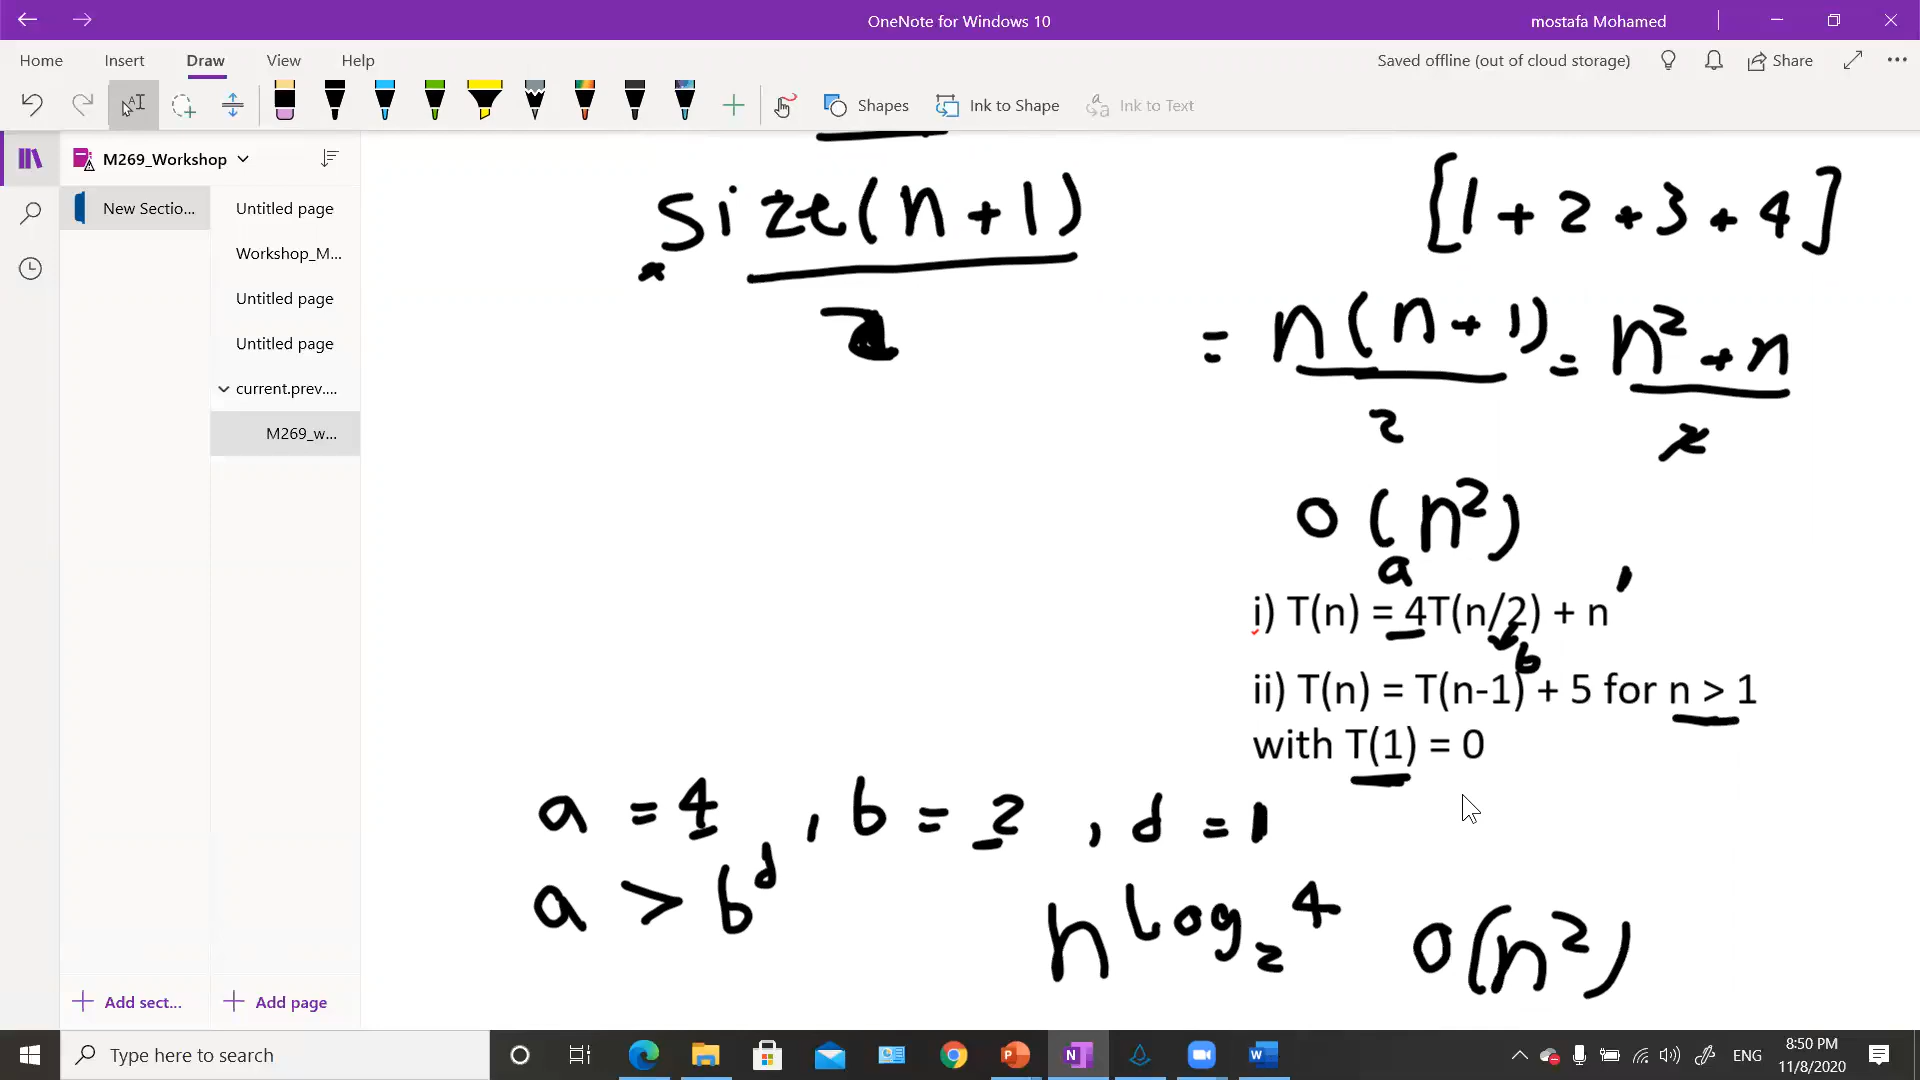 OneNote for Windows 10
mostafa Mohamed
Home Insert Draw View Help
Saved offline (out of cloud storage)
Share
Shapes
Ink to Shape
Ink to Text
M269_Workshop
New Sectio...
Untitled page
Workshop_M...
Untitled page
Untitled page
current.prev....
M269_w...
size(n+1)
2
[1+2+3+4]
= n(n+1) = n²+n
2 2
O(n²)
a
i) T(n) = 4T(n/2) + n
b
ii) T(n) = T(n-1) + 5 for n > 1
with T(1) = 0
a = 4 , b = 2 , d = 1
a > b^d
n^log₂4 O(n²)
Add sect...
Add page
Type here to search
ENG
8:50 PM
11/8/2020